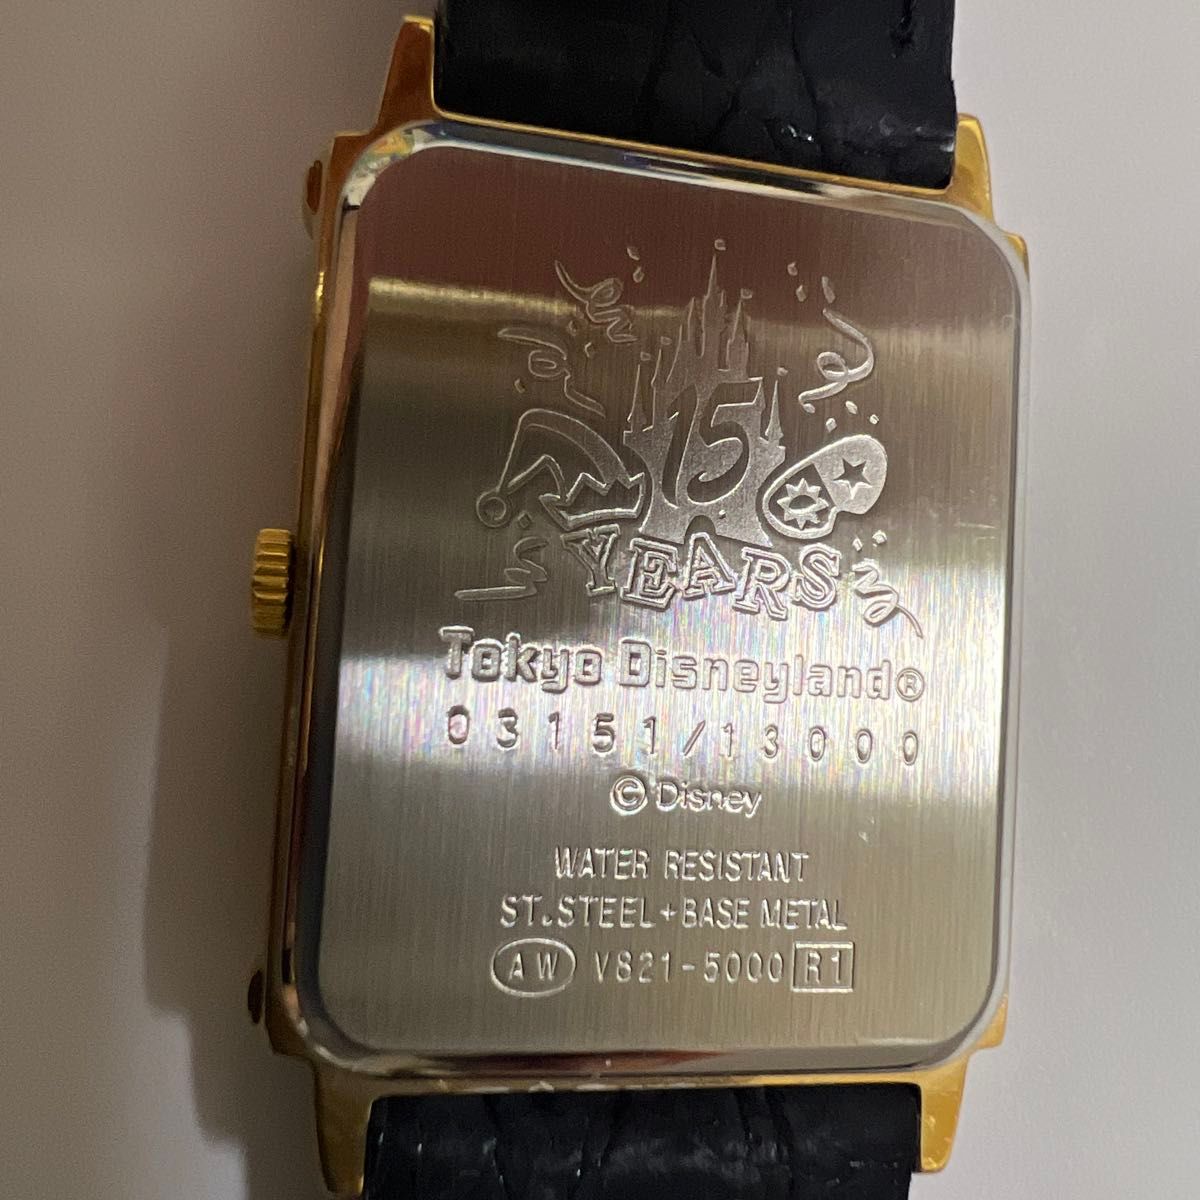 15
YEARS
Tokyo Disneyland®
03151/13000
© Disney
WATER RESISTANT
ST.STEEL+BASE METAL
AW V821-5000 R1